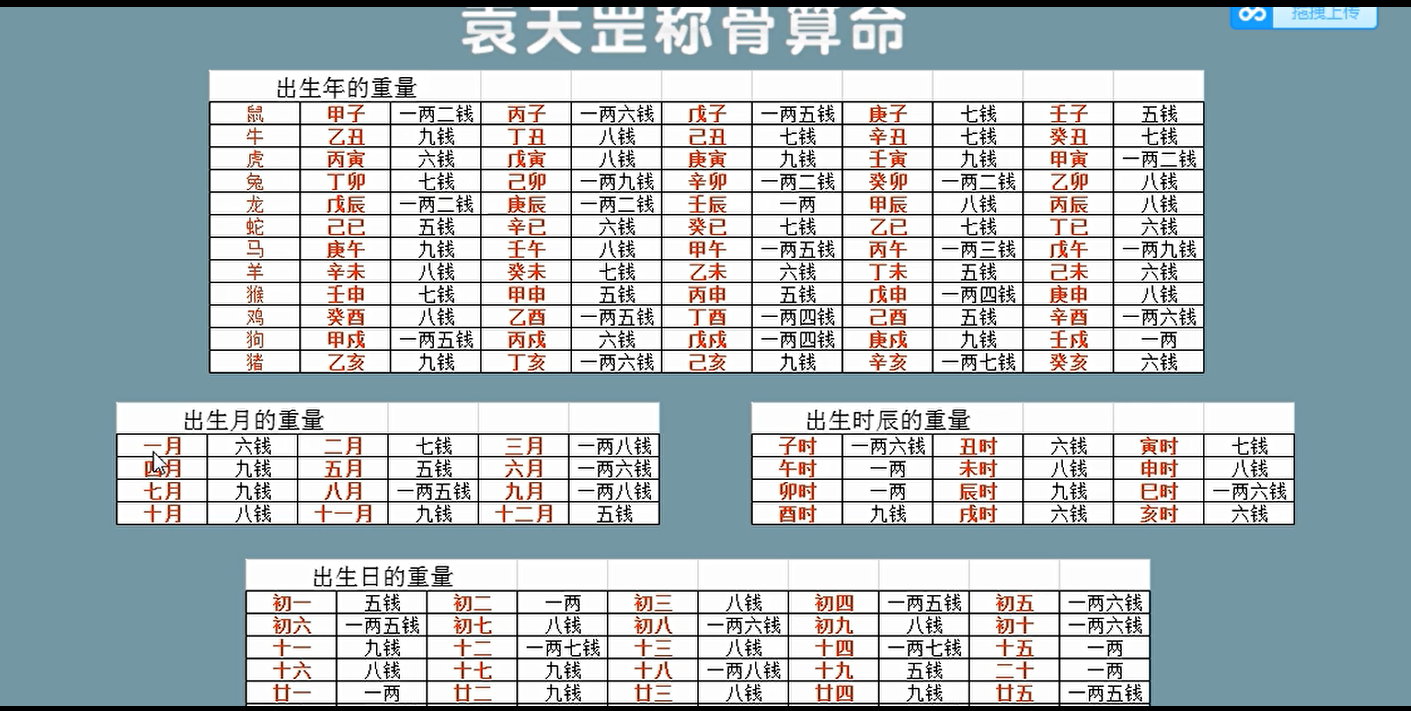 袁天罡称骨算命
拖拽上传
出生年的重量
鼠 甲子 一两二钱 丙子 一两六钱 戊子 一两五钱 庚子 七钱 壬子 五钱
牛 乙丑 九钱 丁丑 八钱 己丑 七钱 辛丑 七钱 癸丑 七钱
虎 丙寅 六钱 戊寅 八钱 庚寅 九钱 壬寅 九钱 甲寅 一两二钱
兔 丁卯 七钱 己卯 一两九钱 辛卯 一两二钱 癸卯 一两二钱 乙卯 八钱
龙 戊辰 一两二钱 庚辰 一两二钱 壬辰 一两 甲辰 八钱 丙辰 八钱
蛇 己巳 五钱 辛巳 六钱 癸巳 七钱 乙巳 七钱 丁巳 六钱
马 庚午 九钱 壬午 八钱 甲午 一两五钱 丙午 一两三钱 戊午 一两九钱
羊 辛未 八钱 癸未 七钱 乙未 六钱 丁未 五钱 己未 六钱
猴 壬申 七钱 甲申 五钱 丙申 五钱 戊申 一两四钱 庚申 八钱
鸡 癸酉 八钱 乙酉 一两五钱 丁酉 一两四钱 己酉 五钱 辛酉 一两六钱
狗 甲戌 一两五钱 丙戌 六钱 戊戌 一两四钱 庚戌 九钱 壬戌 一两
猪 乙亥 九钱 丁亥 一两六钱 己亥 九钱 辛亥 一两七钱 癸亥 六钱
出生月的重量
一月 六钱 二月 七钱 三月 一两八钱
四月 九钱 五月 五钱 六月 一两六钱
七月 九钱 八月 一两五钱 九月 一两八钱
十月 八钱 十一月 九钱 十二月 五钱
出生时辰的重量
子时 一两六钱 丑时 六钱 寅时 七钱
午时 一两 未时 八钱 申时 八钱
卯时 一两 辰时 九钱 巳时 一两六钱
酉时 九钱 戌时 六钱 亥时 六钱
出生日的重量
初一 五钱 初二 一两 初三 八钱 初四 一两五钱 初五 一两六钱
初六 一两五钱 初七 八钱 初八 一两六钱 初九 八钱 初十 一两六钱
十一 九钱 十二 一两七钱 十三 八钱 十四 一两七钱 十五 一两
十六 八钱 十七 九钱 十八 一两八钱 十九 五钱 二十 一两
廿一 一两 廿二 九钱 廿三 八钱 廿四 九钱 廿五 一两五钱